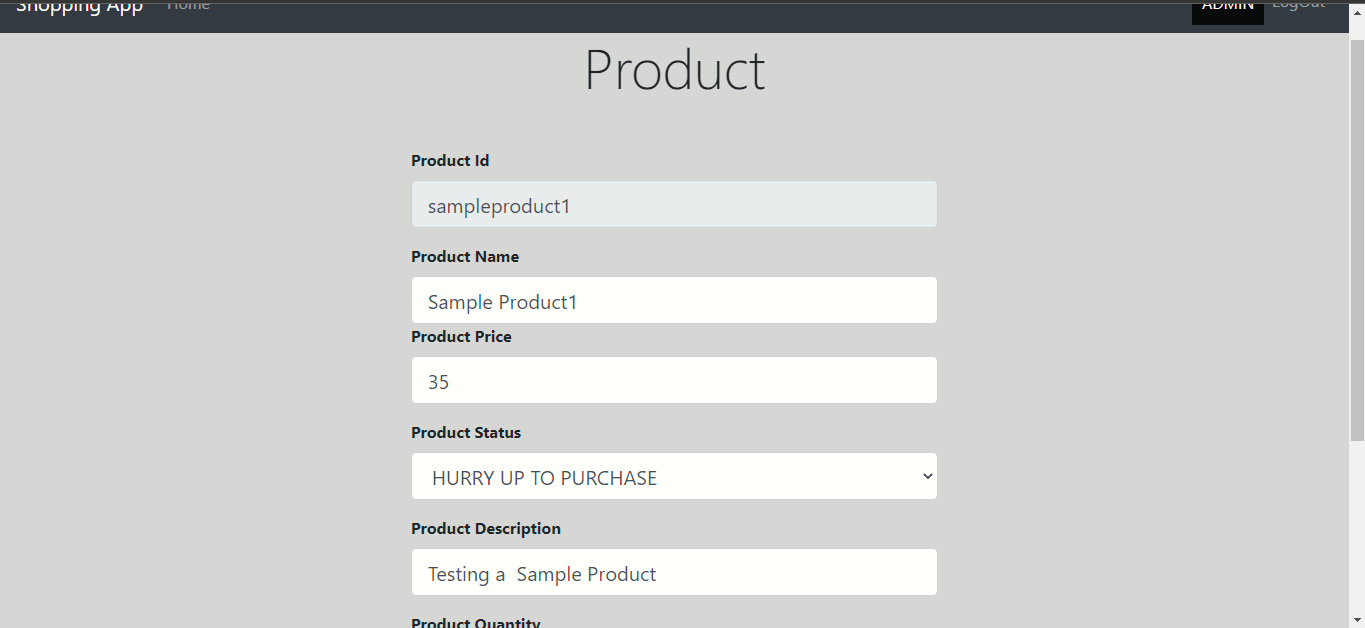 Shopping App Home ADMIN LogOut
Product
Product Id
sampleproduct1
Product Name
Sample Product1
Product Price
35
Product Status
HURRY UP TO PURCHASE
Product Description
Testing a  Sample Product
Product Quantity